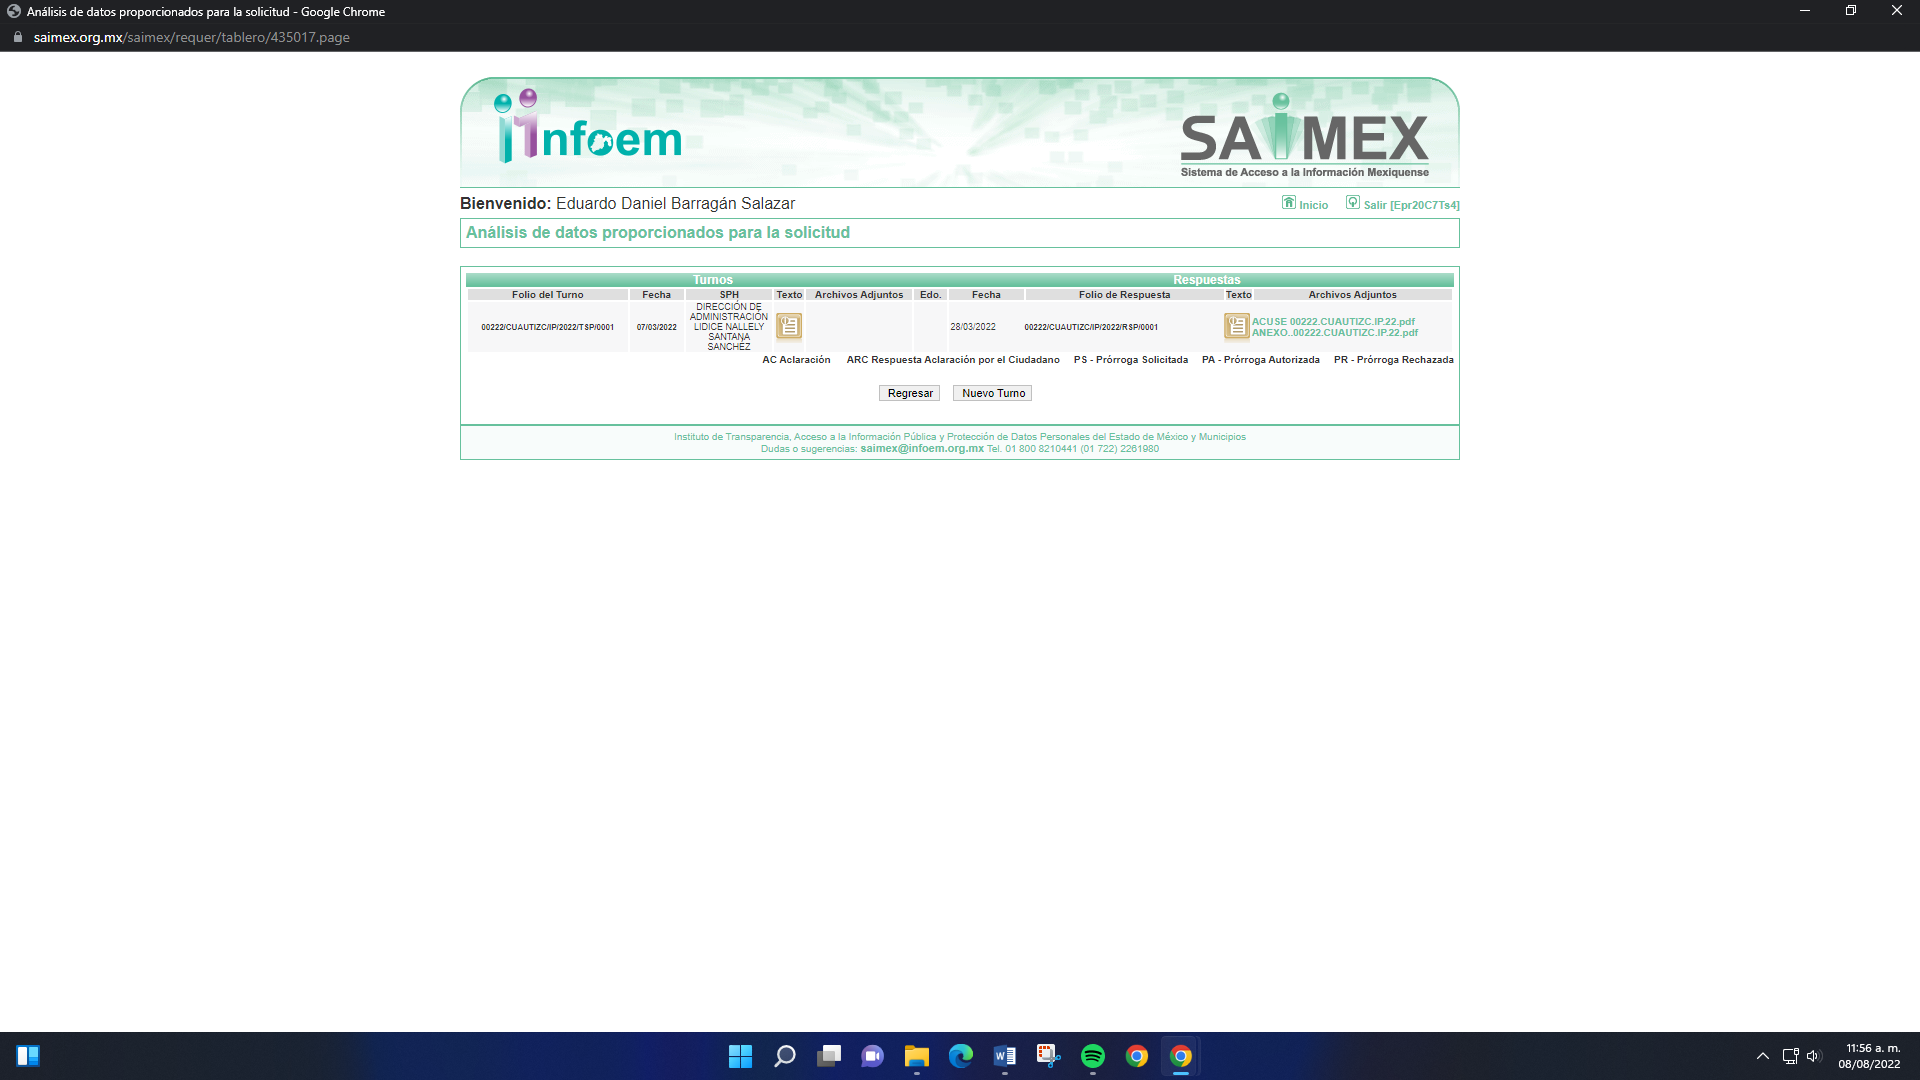 Análisis de datos proporcionados para la solicitud - Google Chrome
saimex.org.mx/saimex/requer/tablero/435017.page
infoem
SAIMEX
Sistema de Acceso a la Información Mexiquense
Bienvenido: Eduardo Daniel Barragán Salazar
Inicio Salir [Epr20C7Ts4]
Análisis de datos proporcionados para la solicitud
Turnos Respuestas
Folio del Turno Fecha SPH Texto Archivos Adjuntos Edo. Fecha Folio de Respuesta Texto Archivos Adjuntos
00222/CUAUTIZC/IP/2022/TSP/0001 07/03/2022 DIRECCIÓN DE
ADMINISTRACIÓN
LIDICE NALLELY
SANTANA
SANCHEZ
28/03/2022 00222/CUAUTIZC/IP/2022/RSP/0001 ACUSE 00222.CUAUTIZC.IP.22.pdf
ANEXO..00222.CUAUTIZC.IP.22.pdf
AC Aclaración ARC Respuesta Aclaración por el Ciudadano PS - Prórroga Solicitada PA - Prórroga Autorizada PR - Prórroga Rechazada
Regresar Nuevo Turno
Instituto de Transparencia, Acceso a la Información Pública y Protección de Datos Personales del Estado de México y Municipios
Dudas o sugerencias: saimex@infoem.org.mx Tel. 01 800 8210441 (01 722) 2261980
11:56 a. m.
08/08/2022